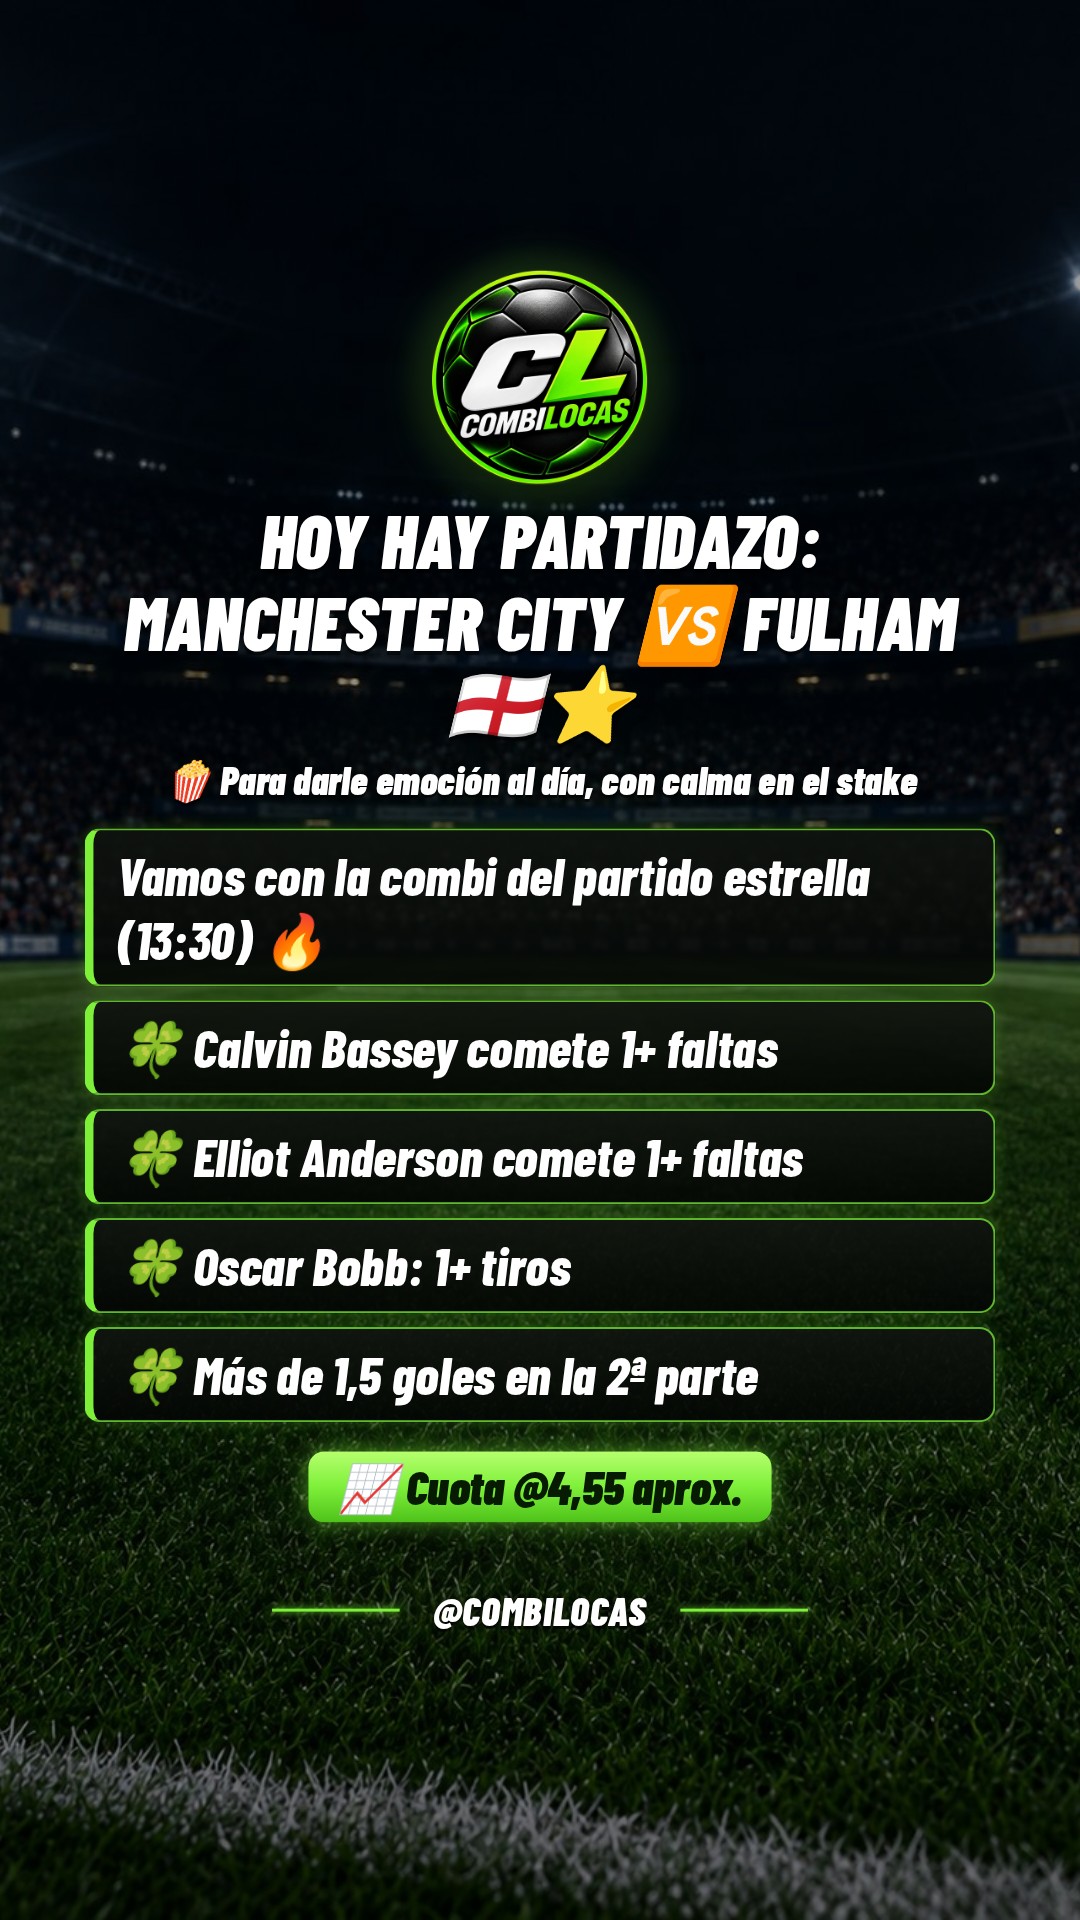 CL
COMBILOCAS
HOY HAY PARTIDAZO:
MANCHESTER CITY 🆚 FULHAM
🏴󠁧󠁢󠁥󠁮󠁧󠁿⭐
🍿 Para darle emoción al día, con calma en el stake
Vamos con la combi del partido estrella
(13:30) 🔥
🍀 Calvin Bassey comete 1+ faltas
🍀 Elliot Anderson comete 1+ faltas
🍀 Oscar Bobb: 1+ tiros
🍀 Más de 1,5 goles en la 2ª parte
📈 Cuota @4,55 aprox.
@COMBILOCAS